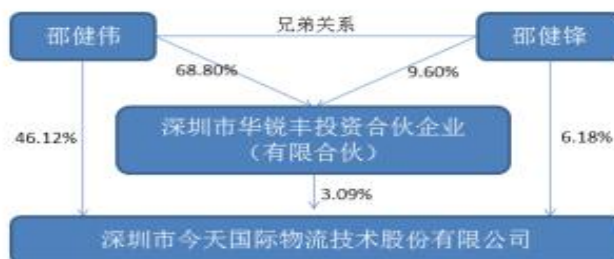 邵健伟
兄弟关系
邵健锋
68.80%
9.60%
46.12%
深圳市华锐丰投资合伙企业
（有限合伙）
6.18%
3.09%
深圳市今天国际物流技术股份有限公司